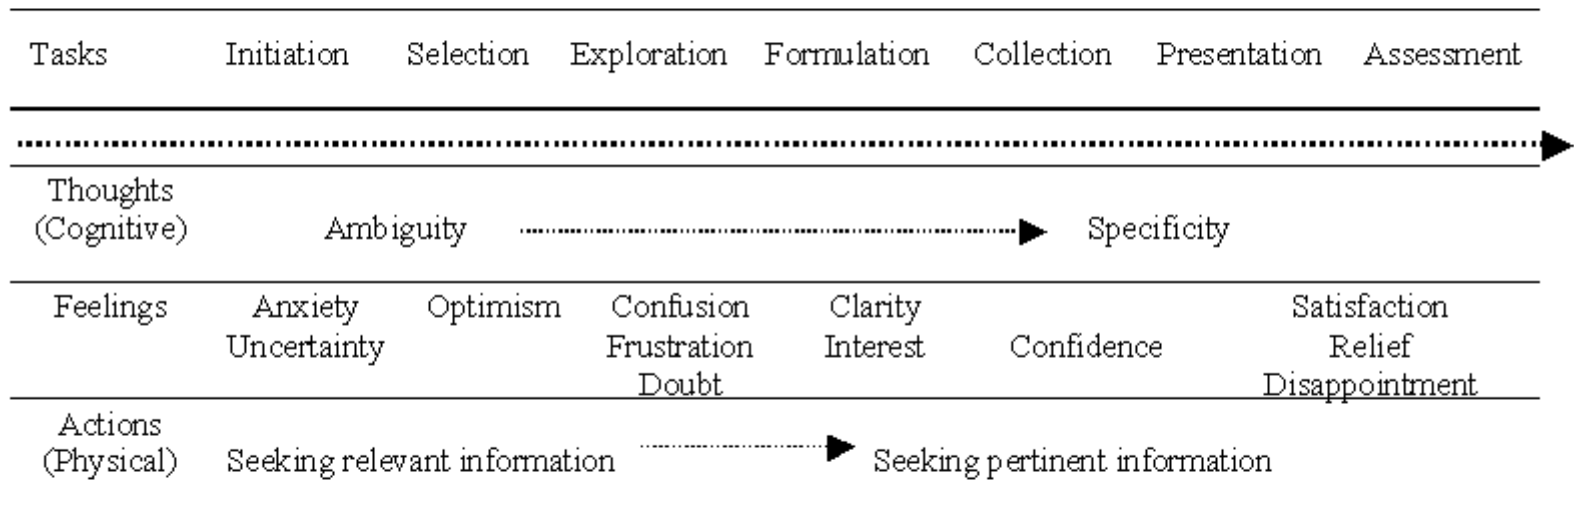 Tasks Initiation Selection Exploration Formulation Collection Presentation Assessment
Thoughts
(Cognitive) Ambiguity Specificity
Feelings Anxiety Optimism Confusion Clarity Satisfaction
Uncertainty Frustration Interest Confidence Relief
Doubt Disappointment
Actions
(Physical) Seeking relevant information Seeking pertinent information